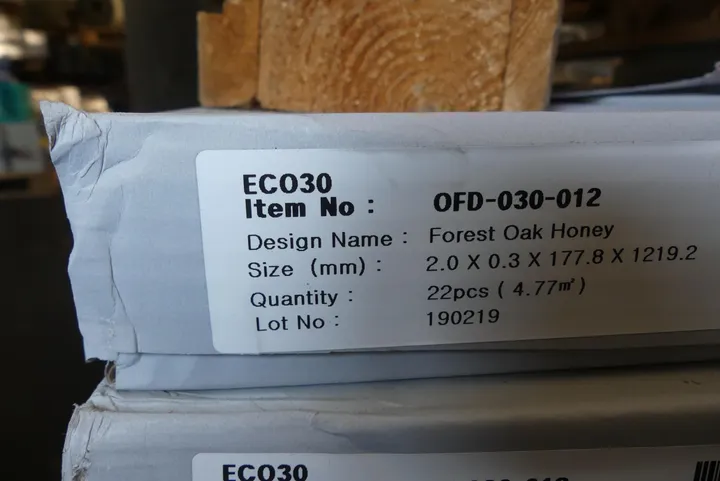 ECO30
Item No : OFD-030-012
Design Name : Forest Oak Honey
Size (mm) : 2.0 X 0.3 X 177.8 X 1219.2
Quantity : 22pcs ( 4.77㎡)
Lot No : 190219
ECO30